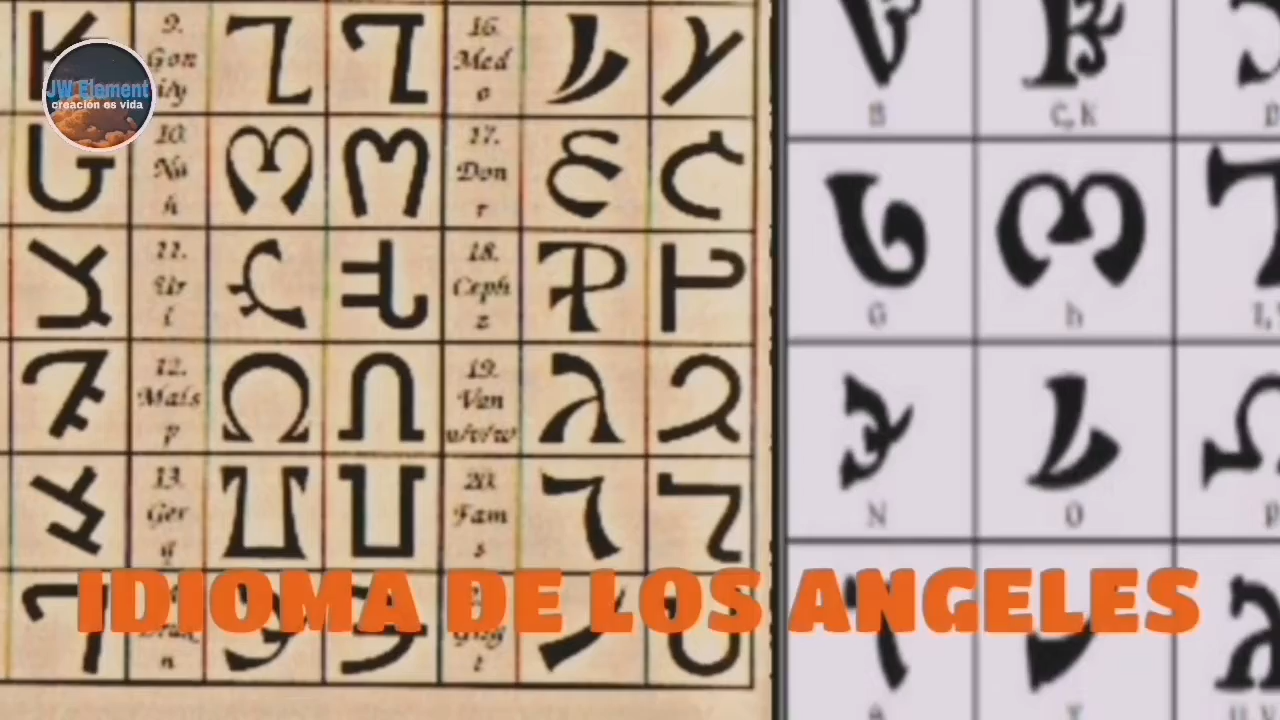 JW Element
creación es vida
9.
Gon
i/y
16.
Med
o
B
C, K
10.
Na
h
17.
Don
r
G
h
11.
Ur
l
18.
Ceph
z
12.
Mals
p
19.
Van
u/v/w
N
O
13.
Ger
q
20.
Fam
s
IDIOMA DE LOS ANGELES
n
t